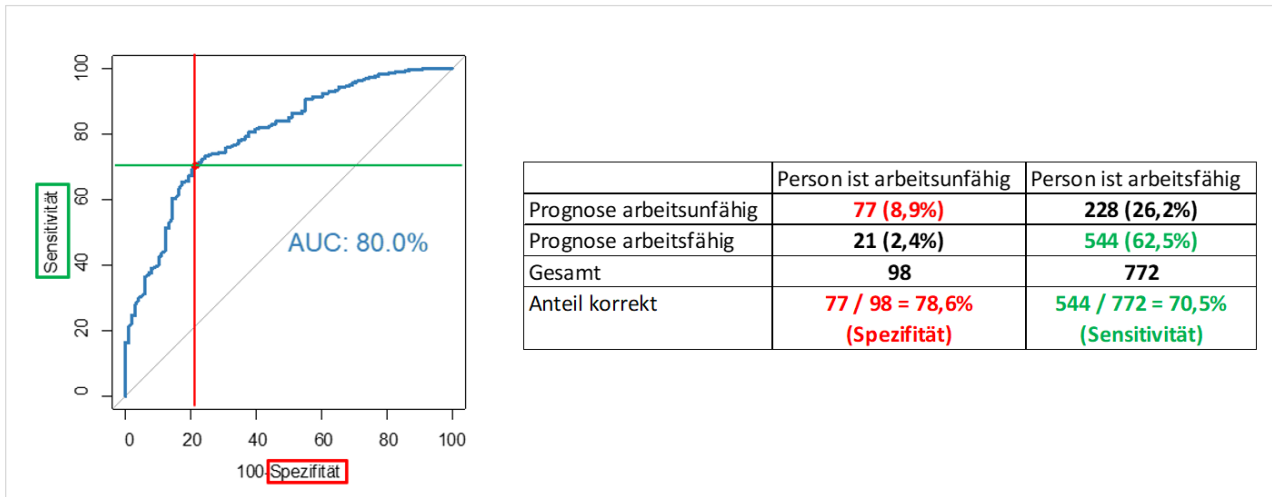 100
80
60
40
20
0
Sensitivität
AUC: 80.0%
0 20 40 60 80 100
100-Spezifität
Person ist arbeitsunfähig Person ist arbeitsfähig
Prognose arbeitsunfähig 77 (8,9%) 228 (26,2%)
Prognose arbeitsfähig 21 (2,4%) 544 (62,5%)
Gesamt 98 772
Anteil korrekt 77 / 98 = 78,6% 544 / 772 = 70,5%
(Spezifität) (Sensitivität)